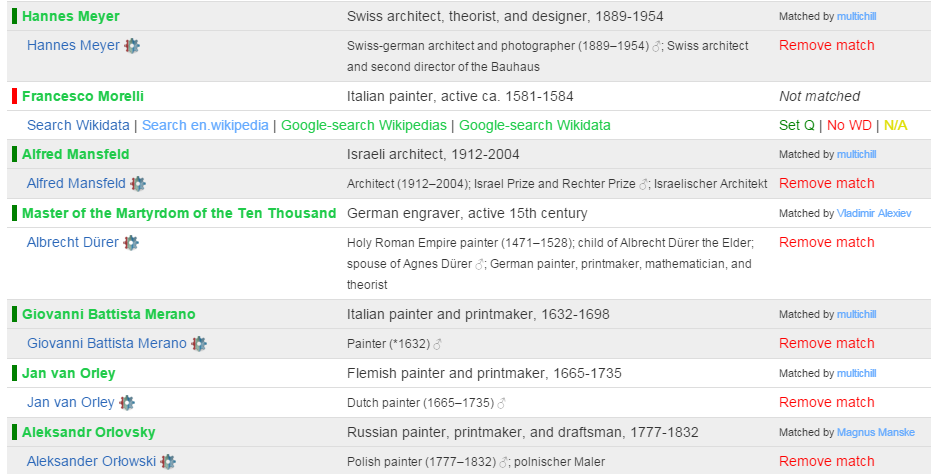 Hannes Meyer Swiss architect, theorist, and designer, 1889-1954 Matched by multichill
Hannes Meyer Swiss-german architect and photographer (1889–1954) ♂; Swiss architect Remove match
and second director of the Bauhaus
Francesco Morelli Italian painter, active ca. 1581-1584 Not matched
Search Wikidata | Search en.wikipedia | Google-search Wikipedias | Google-search Wikidata Set Q | No WD | N/A
Alfred Mansfeld Israeli architect, 1912-2004 Matched by multichill
Alfred Mansfeld Architect (1912–2004); Israel Prize and Rechter Prize ♂; Israelischer Architekt Remove match
Master of the Martyrdom of the Ten Thousand German engraver, active 15th century Matched by Vladimir Alexiev
Albrecht Dürer Holy Roman Empire painter (1471–1528); child of Albrecht Dürer the Elder; Remove match
spouse of Agnes Dürer ♂; German painter, printmaker, mathematician, and
theorist
Giovanni Battista Merano Italian painter and printmaker, 1632-1698 Matched by multichill
Giovanni Battista Merano Painter (*1632) ♂ Remove match
Jan van Orley Flemish painter and printmaker, 1665-1735 Matched by multichill
Jan van Orley Dutch painter (1665–1735) ♂ Remove match
Aleksandr Orlovsky Russian painter, printmaker, and draftsman, 1777-1832 Matched by Magnus Manske
Aleksander Orłowski Polish painter (1777–1832) ♂; polnischer Maler Remove match